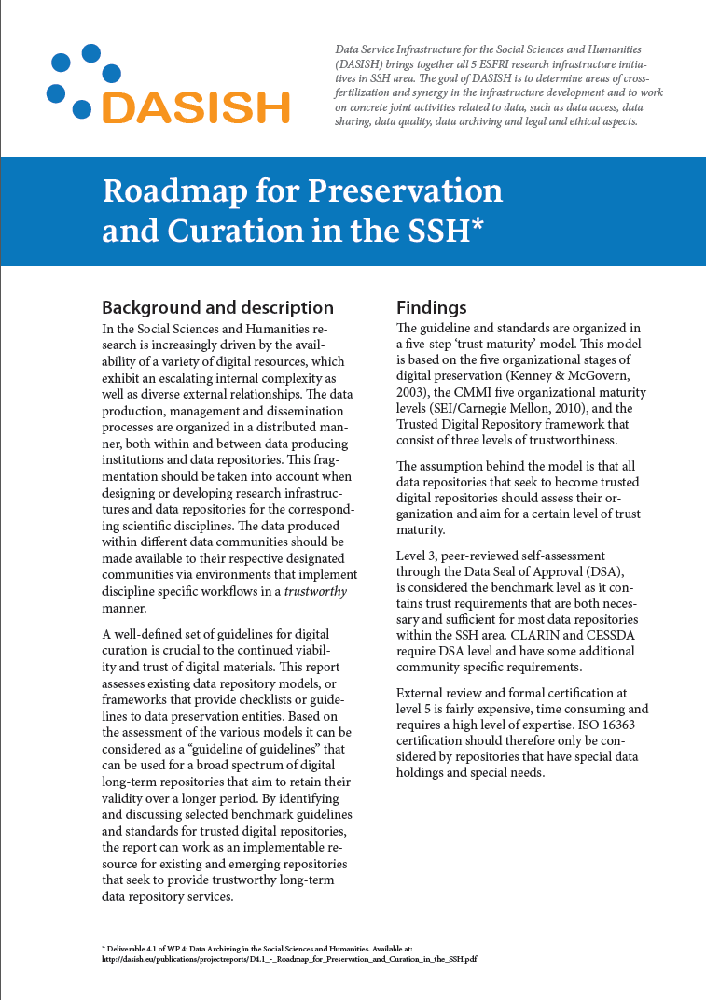 DASISH
Data Service Infrastructure for the Social Sciences and Humanities
(DASISH) brings together all 5 ESFRI research infrastructure initia-
tives in SSH area. The goal of DASISH is to determine areas of cross-
fertilization and synergy in the infrastructure development and to work
on concrete joint activities related to data, such as data access, data
sharing, data quality, data archiving and legal and ethical aspects.
Roadmap for Preservation
and Curation in the SSH*
Background and description
In the Social Sciences and Humanities re-
search is increasingly driven by the avail-
ability of a variety of digital resources, which
exhibit an escalating internal complexity as
well as diverse external relationships. The data
production, management and dissemination
processes are organized in a distributed man-
ner, both within and between data producing
institutions and data repositories. This frag-
mentation should be taken into account when
designing or developing research infrastruc-
tures and data repositories for the correspond-
ing scientific disciplines. The data produced
within different data communities should be
made available to their respective designated
communities via environments that implement
discipline specific workflows in a trustworthy
manner.
A well-defined set of guidelines for digital
curation is crucial to the continued viabil-
ity and trust of digital materials. This report
assesses existing data repository models, or
frameworks that provide checklists or guide-
lines to data preservation entities. Based on
the assessment of the various models it can be
considered as a “guideline of guidelines” that
can be used for a broad spectrum of digital
long-term repositories that aim to retain their
validity over a longer period. By identifying
and discussing selected benchmark guidelines
and standards for trusted digital repositories,
the report can work as an implementable re-
source for existing and emerging repositories
that seek to provide trustworthy long-term
data repository services.
Findings
The guideline and standards are organized in
a five-step ‘trust maturity’ model. This model
is based on the five organizational stages of
digital preservation (Kenney & McGovern,
2003), the CMMI five organizational maturity
levels (SEI/Carnegie Mellon, 2010), and the
Trusted Digital Repository framework that
consist of three levels of trustworthiness.
The assumption behind the model is that all
data repositories that seek to become trusted
digital repositories should assess their or-
ganization and aim for a certain level of trust
maturity.
Level 3, peer-reviewed self-assessment
through the Data Seal of Approval (DSA),
is considered the benchmark level as it con-
tains trust requirements that are both neces-
sary and sufficient for most data repositories
within the SSH area. CLARIN and CESSDA
require DSA level and have some additional
community specific requirements.
External review and formal certification at
level 5 is fairly expensive, time consuming and
requires a high level of expertise. ISO 16363
certification should therefore only be con-
sidered by repositories that have special data
holdings and special needs.
* Deliverable 4.1 of WP 4: Data Archiving in the Social Sciences and Humanities. Available at:
http://dasish.eu/publications/projectreports/D4.1_-_Roadmap_for_Preservation_and_Curation_in_the_SSH.pdf